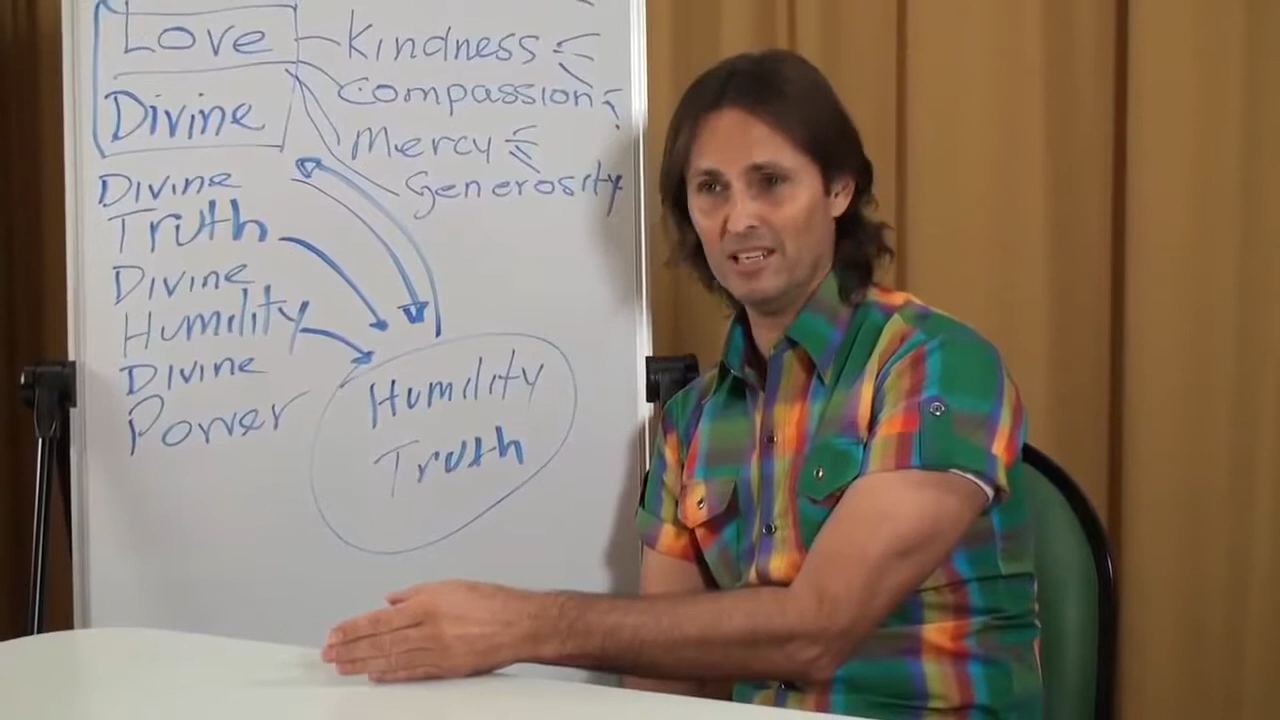 Love
Kindness
Compassion
Divine
Mercy
Generosity
Divine
Truth
Divine
Humility
Divine
Power
Humility
Truth